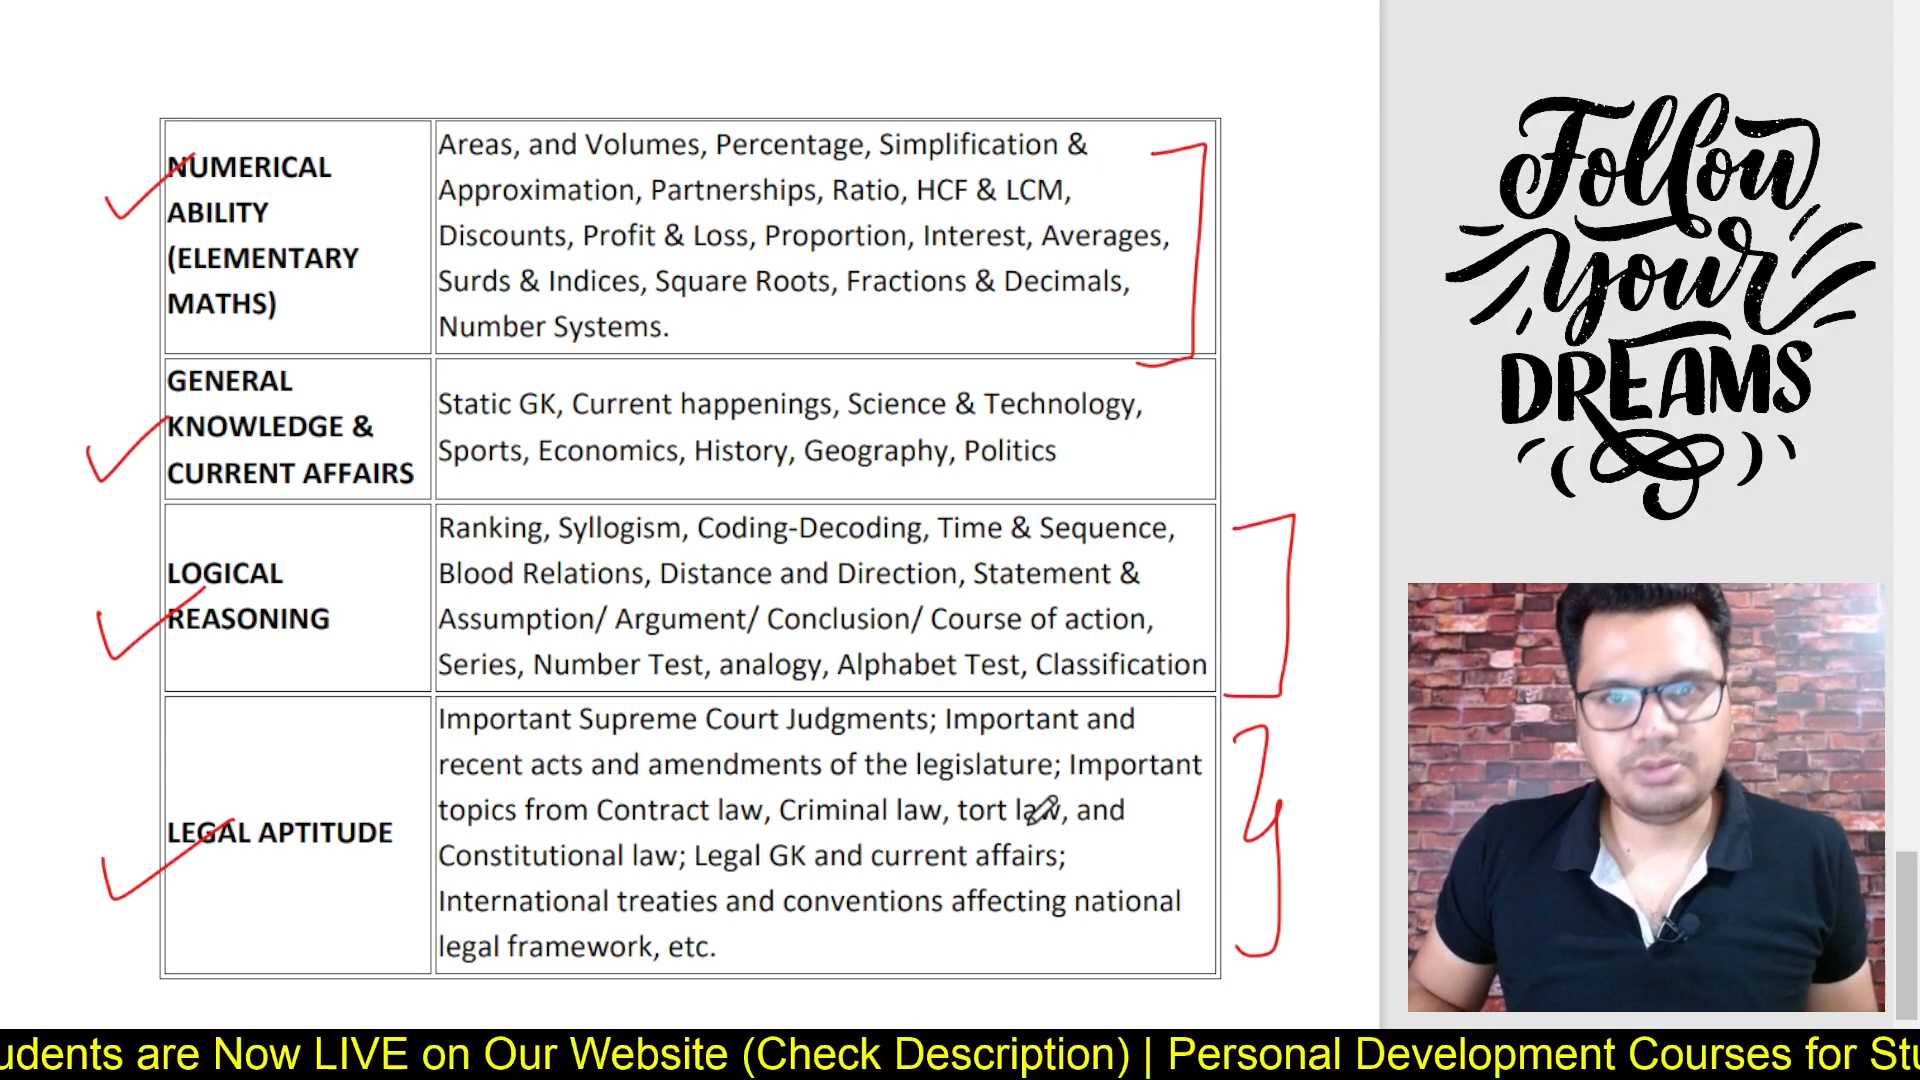 NUMERICAL
ABILITY
(ELEMENTARY
MATHS)
Areas, and Volumes, Percentage, Simplification &
Approximation, Partnerships, Ratio, HCF & LCM,
Discounts, Profit & Loss, Proportion, Interest, Averages,
Surds & Indices, Square Roots, Fractions & Decimals,
Number Systems.
GENERAL
KNOWLEDGE &
CURRENT AFFAIRS
Static GK, Current happenings, Science & Technology,
Sports, Economics, History, Geography, Politics
LOGICAL
REASONING
Ranking, Syllogism, Coding-Decoding, Time & Sequence,
Blood Relations, Distance and Direction, Statement &
Assumption/ Argument/ Conclusion/ Course of action,
Series, Number Test, analogy, Alphabet Test, Classification
LEGAL APTITUDE
Important Supreme Court Judgments; Important and
recent acts and amendments of the legislature; Important
topics from Contract law, Criminal law, tort law, and
Constitutional law; Legal GK and current affairs;
International treaties and conventions affecting national
legal framework, etc.
Follow
Your
DREAMS
udents are Now LIVE on Our Website (Check Description) | Personal Development Courses for Stu